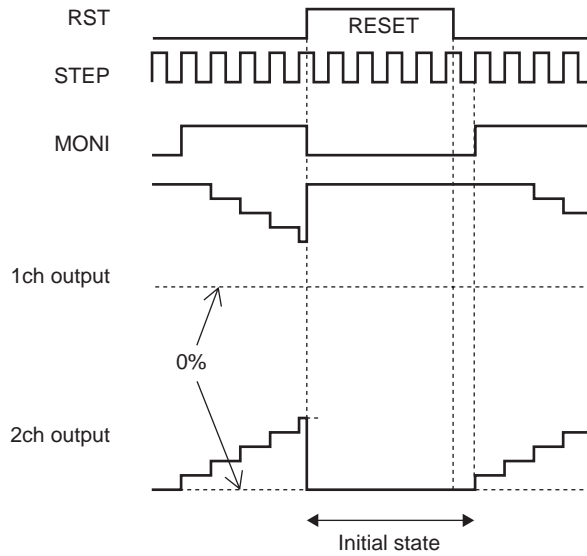 RST
RESET
STEP
MONI
1ch output
0%
2ch output
Initial state